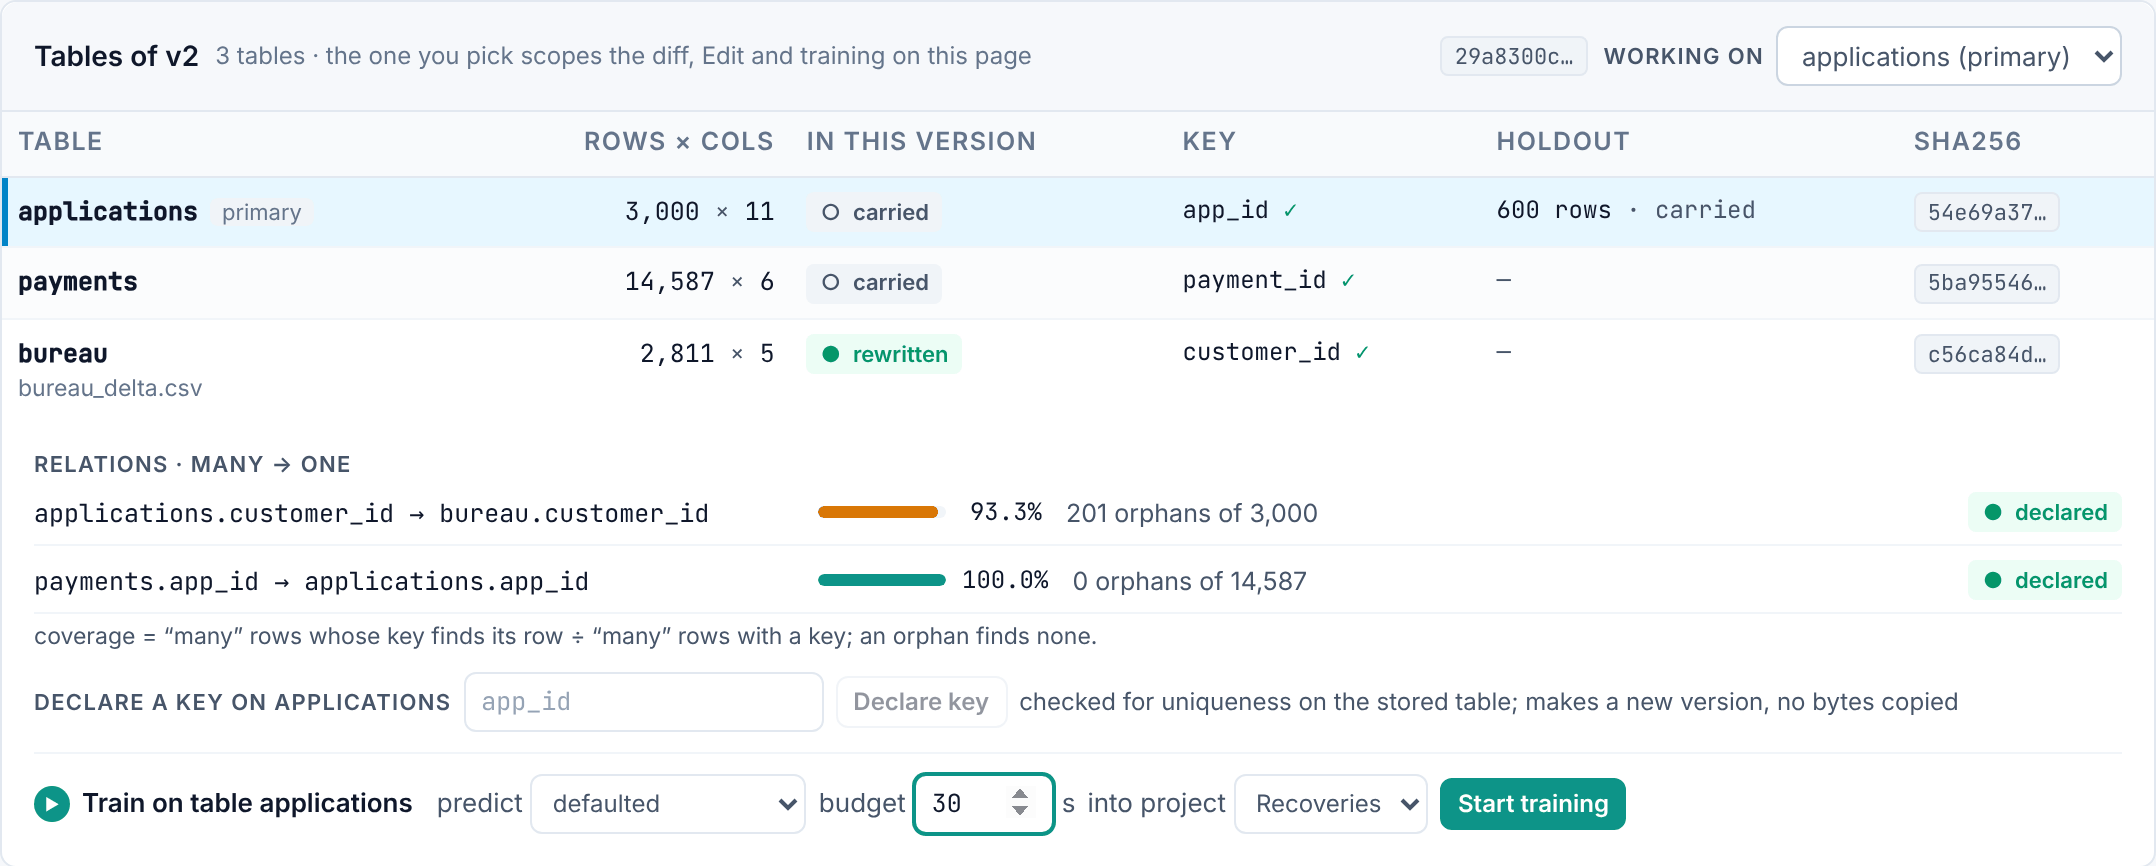 Tables of v2 3 tables · the one you pick scopes the diff, Edit and training on this page 29a8300c… WORKING ON applications (primary)
TABLE ROWS × COLS IN THIS VERSION KEY HOLDOUT SHA256
applications primary 3,000 × 11 carried app_id ✓ 600 rows · carried 54e69a37…
payments 14,587 × 6 carried payment_id ✓ — 5ba95546…
bureau 2,811 × 5 rewritten customer_id ✓ — c56ca84d…
bureau_delta.csv
RELATIONS · MANY → ONE
applications.customer_id → bureau.customer_id 93.3% 201 orphans of 3,000 declared
payments.app_id → applications.app_id 100.0% 0 orphans of 14,587 declared
coverage = “many” rows whose key finds its row ÷ “many” rows with a key; an orphan finds none.
DECLARE A KEY ON APPLICATIONS app_id Declare key checked for uniqueness on the stored table; makes a new version, no bytes copied
Train on table applications predict defaulted budget 30 s into project Recoveries Start training